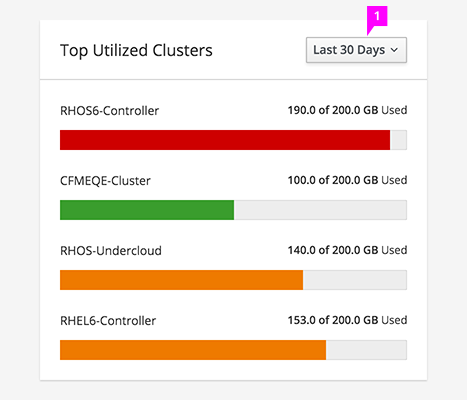 1
Top Utilized Clusters Last 30 Days
RHOS6-Controller 190.0 of 200.0 GB Used
CFMEQE-Cluster 100.0 of 200.0 GB Used
RHOS-Undercloud 140.0 of 200.0 GB Used
RHEL6-Controller 153.0 of 200.0 GB Used